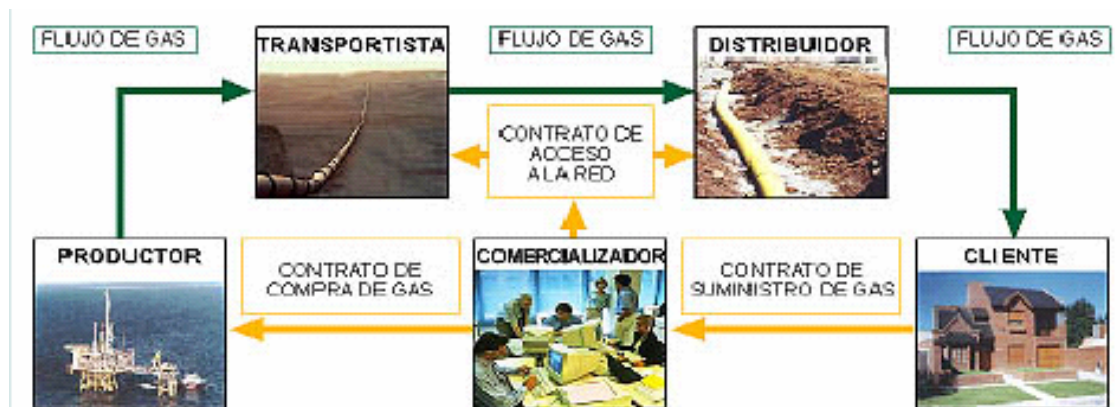 FLUJO DE GAS
TRANSPORTISTA
FLUJO DE GAS
DISTRIBUIDOR
FLUJO DE GAS
CONTRATO DE
ACCESO
A LA RED
PRODUCTOR
CONTRATO DE
COMPRA DE GAS
COMERCIALIZADOR
CONTRATO DE
SUMINISTRO DE GAS
CLIENTE